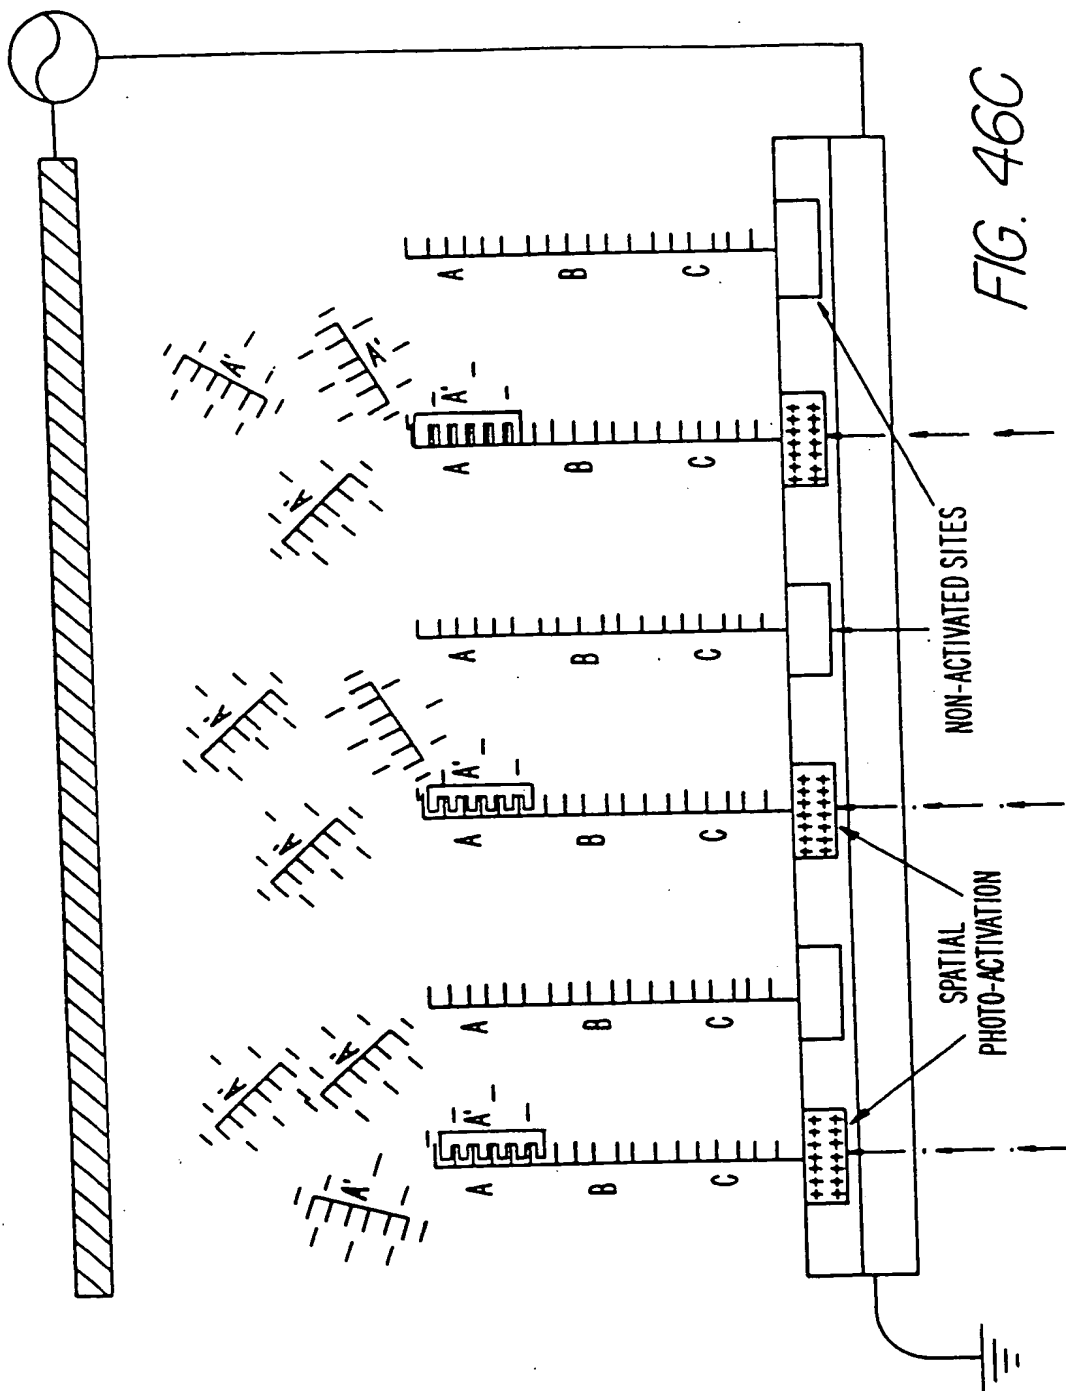 A'
A'
A'
A'
A'
A'
A'
A'
A A' A A A' A A A' A
B B B B B B
C C C C C C
SPATIAL
PHOTO-ACTIVATION
NON-ACTIVATED SITES
FIG. 46C
+++++++
+++++++
+++++++
+++++++
+++++++
+++++++